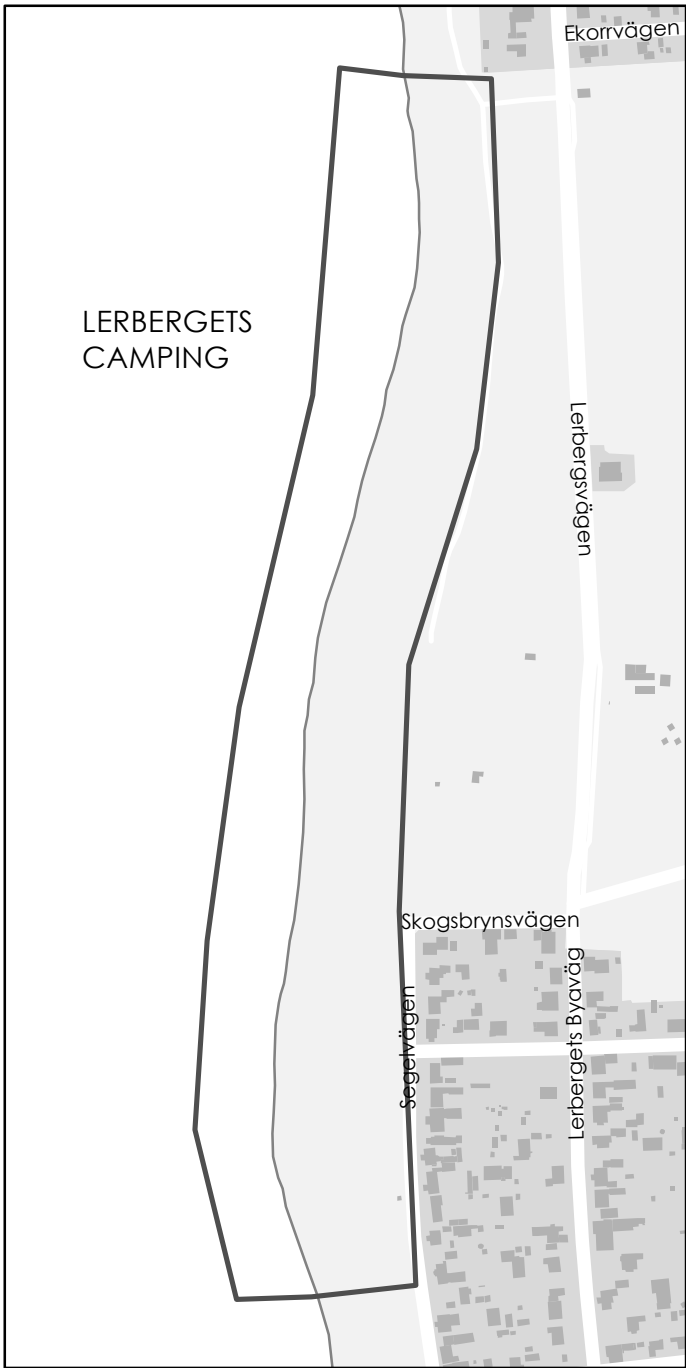 Ekorrvägen
LERBERGETS
CAMPING
Lerbergsvägen
Skogsbrynsvägen
Segelvägen
Lerbergets Byaväg